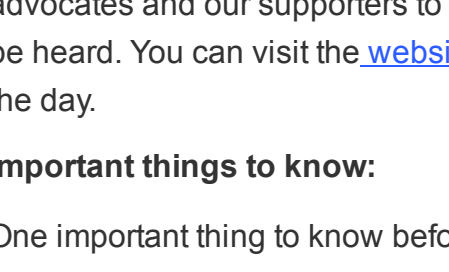 advocates and our supporters to
be heard. You can visit the websi
the day.
Important things to know:
One important thing to know befo